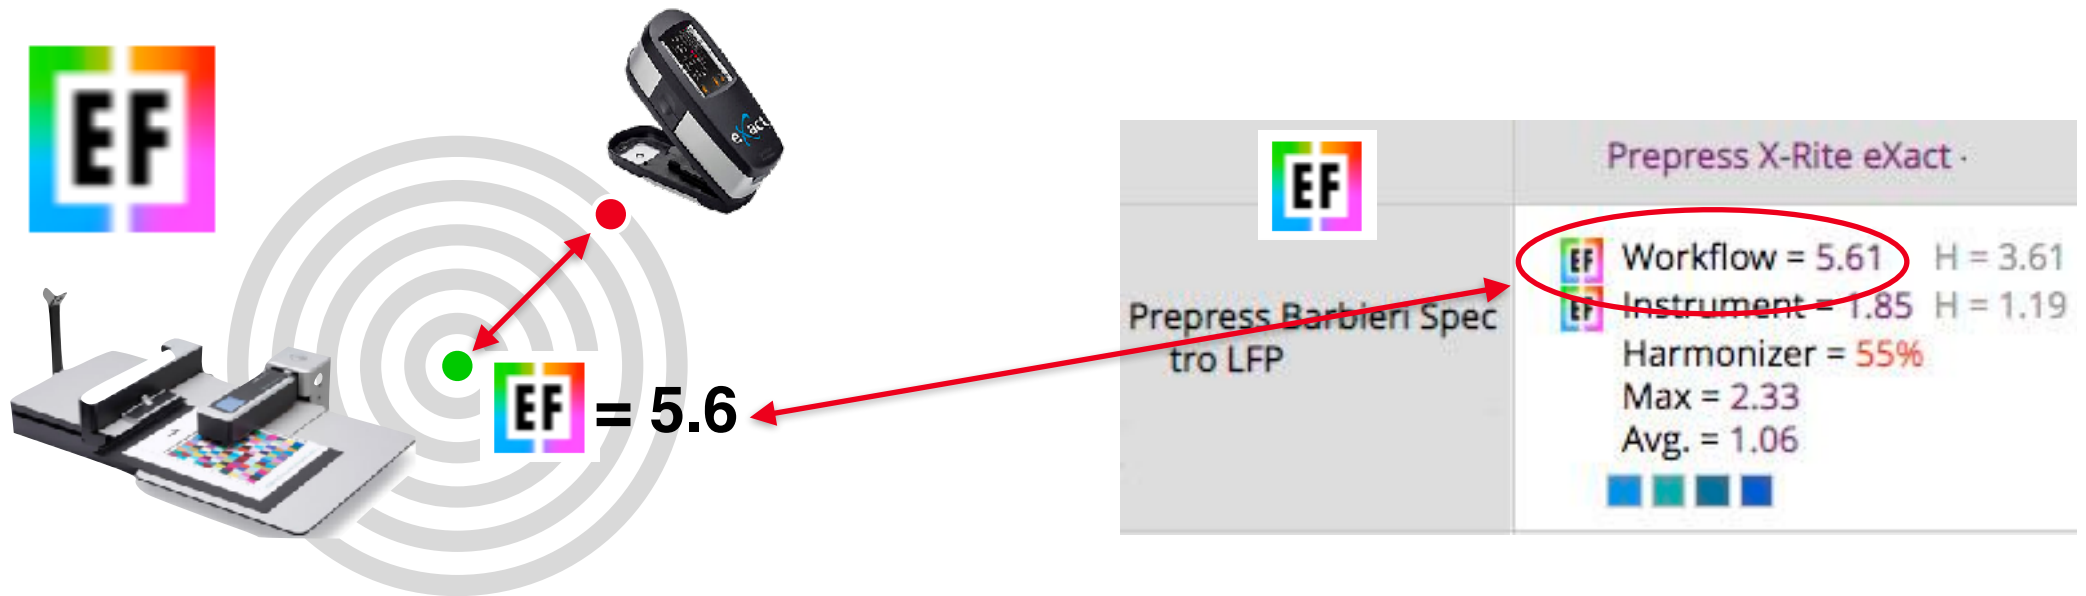 EF
eXact
EF = 5.6
EF
Prepress X-Rite eXact ·
Prepress Barbieri Spec
tro LFP
EF Workflow = 5.61 H = 3.61
EF Instrument = 1.85 H = 1.19
Harmonizer = 55%
Max = 2.33
Avg. = 1.06